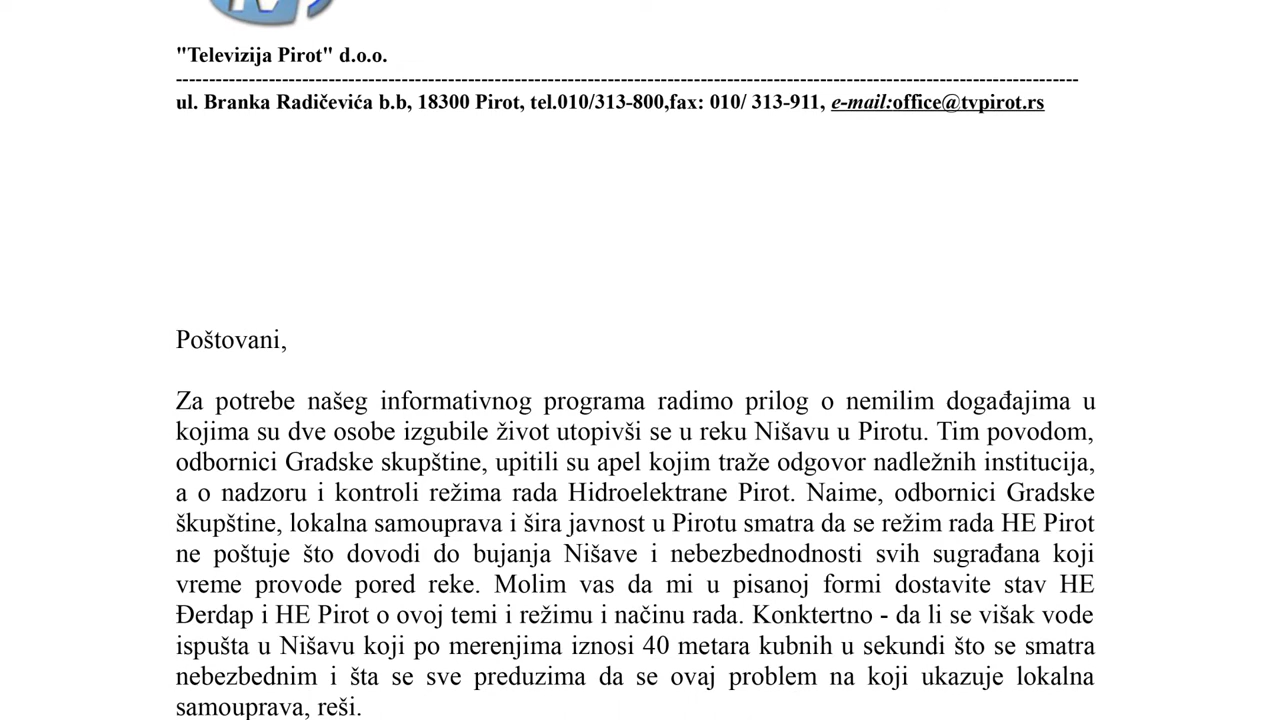 "Televizija Pirot" d.o.o.
-----------------------------------------------------------------------------------------------------------------------------------------
ul. Branka Radičevića b.b, 18300 Pirot, tel.010/313-800,fax: 010/ 313-911, e-mail:office@tvpirot.rs
Poštovani,
Za potrebe našeg informativnog programa radimo prilog o nemilim događajima u
kojima su dve osobe izgubile život utopivši se u reku Nišavu u Pirotu. Tim povodom,
odbornici Gradske skupštine, upitili su apel kojim traže odgovor nadležnih institucija,
a o nadzoru i kontroli režima rada Hidroelektrane Pirot. Naime, odbornici Gradske
škupštine, lokalna samouprava i šira javnost u Pirotu smatra da se režim rada HE Pirot
ne poštuje što dovodi do bujanja Nišave i nebezbednodnosti svih sugrađana koji
vreme provode pored reke. Molim vas da mi u pisanoj formi dostavite stav HE
Đerdap i HE Pirot o ovoj temi i režimu i načinu rada. Konktertno - da li se višak vode
ispušta u Nišavu koji po merenjima iznosi 40 metara kubnih u sekundi što se smatra
nebezbednim i šta se sve preduzima da se ovaj problem na koji ukazuje lokalna
samouprava, reši.